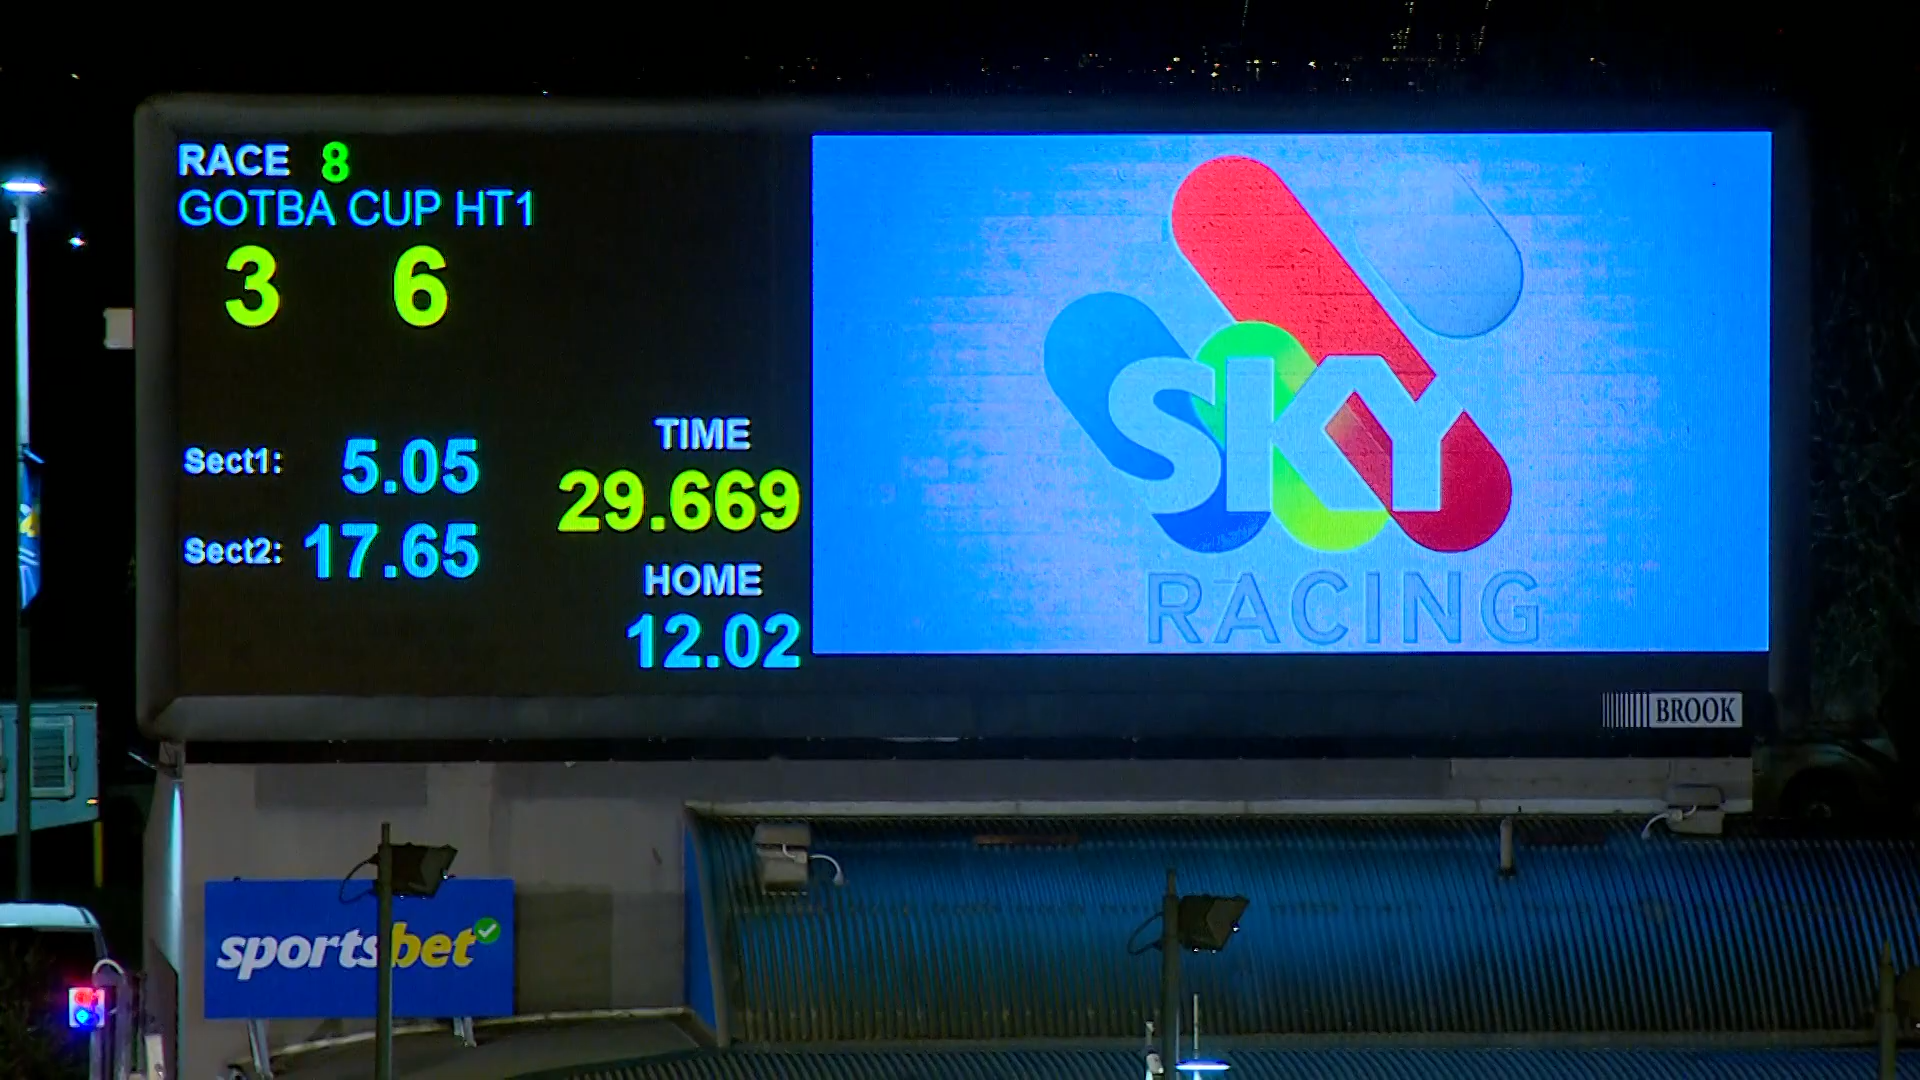 RACE 8
GOTBA CUP HT1
3 6
Sect1: 5.05
Sect2: 17.65
TIME
29.669
HOME
12.02
SKY
RACING
BROOK
sportsbet